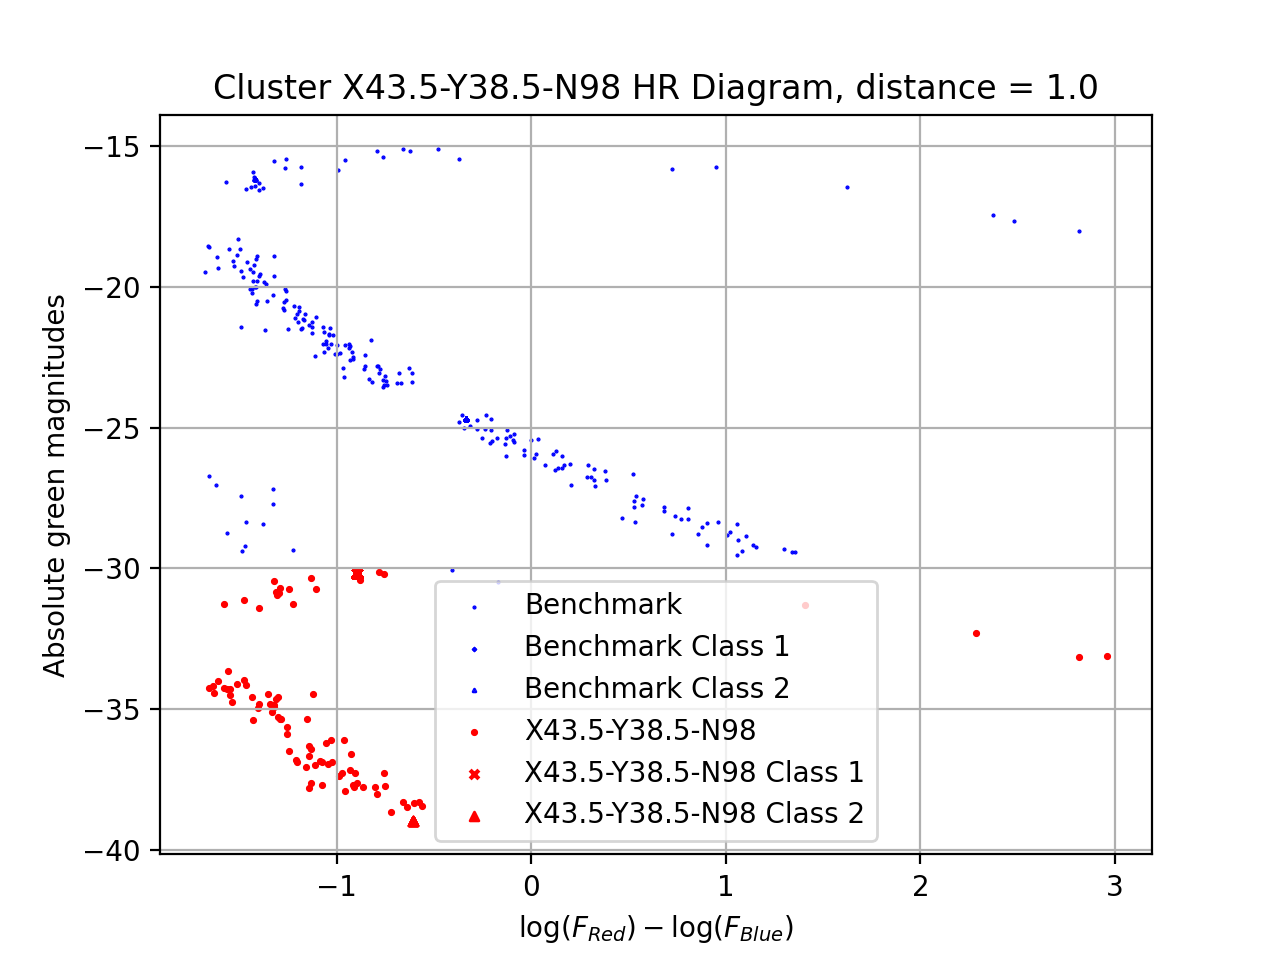 Cluster X43.5-Y38.5-N98 HR Diagram, distance = 1.0
Absolute green magnitudes
−15
−20
−25
−30
−35
−40
Benchmark
Benchmark Class 1
Benchmark Class 2
X43.5-Y38.5-N98
X43.5-Y38.5-N98 Class 1
X43.5-Y38.5-N98 Class 2
−1 0 1 2 3
log(F_Red) − log(F_Blue)